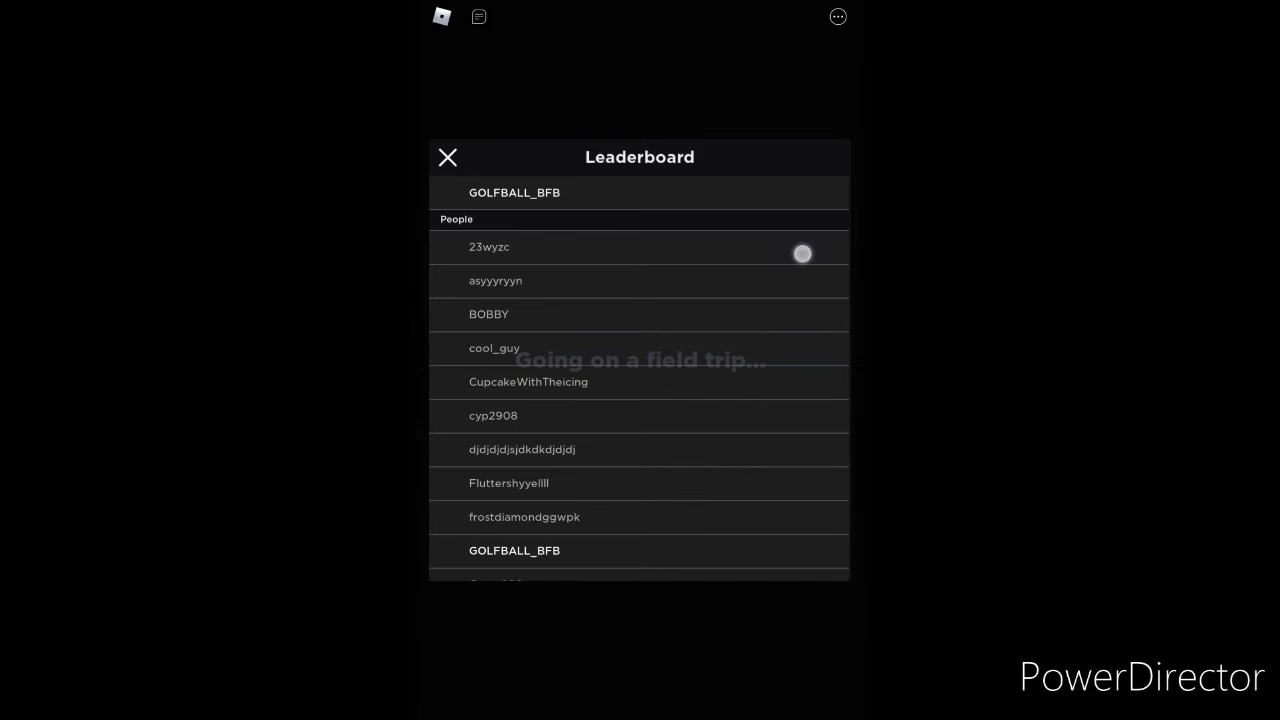 Leaderboard
GOLFBALL_BFB
People
23wyzc
asyyyryyn
BOBBY
cool_guy
Going on a field trip...
CupcakeWithTheicing
cyp2908
djdjdjdjsjdkdkdjdjdj
Fluttershyyellll
frostdiamondggwpk
GOLFBALL_BFB
PowerDirector